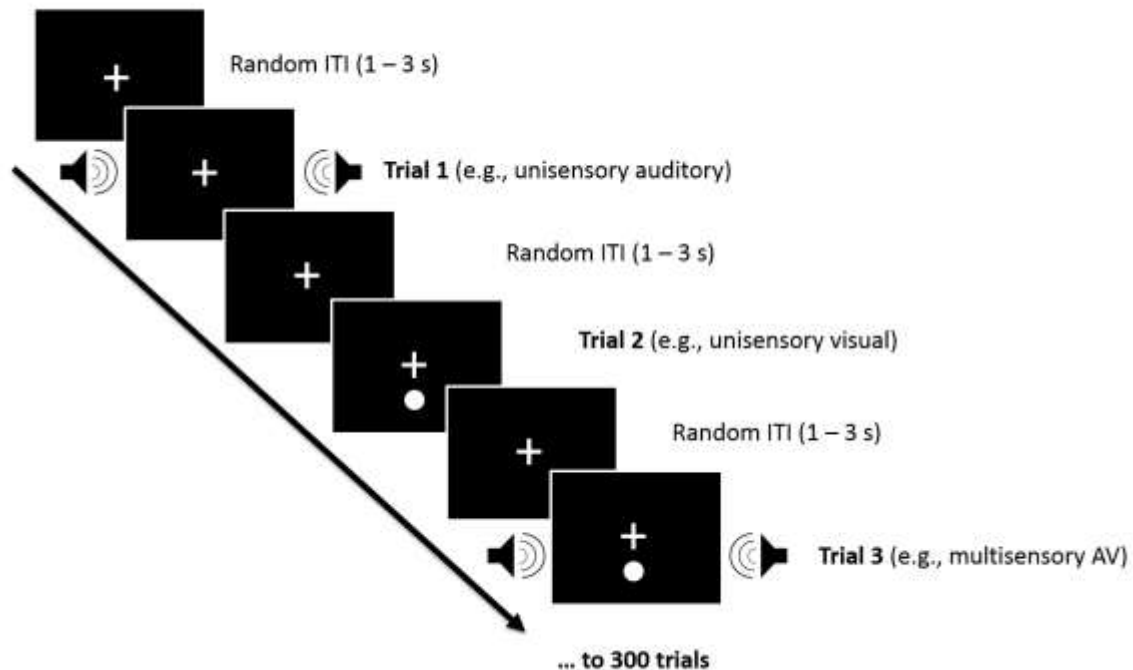 Random ITI (1 – 3 s)
Trial 1 (e.g., unisensory auditory)
Random ITI (1 – 3 s)
Trial 2 (e.g., unisensory visual)
Random ITI (1 – 3 s)
Trial 3 (e.g., multisensory AV)
... to 300 trials